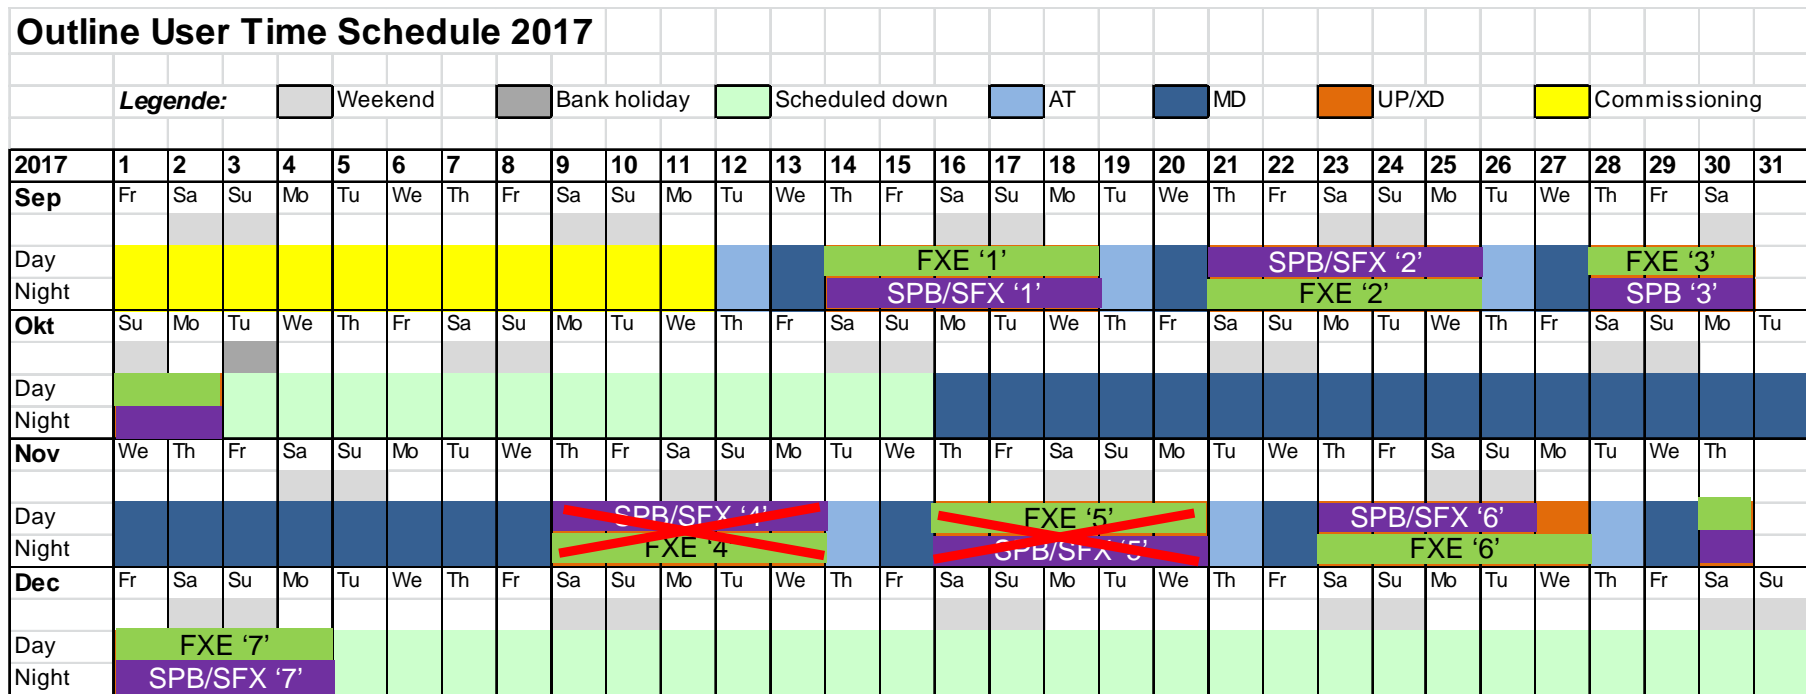 Outline User Time Schedule 2017
Legende: Weekend Bank holiday Scheduled down AT MD UP/XD Commissioning
2017 1 2 3 4 5 6 7 8 9 10 11 12 13 14 15 16 17 18 19 20 21 22 23 24 25 26 27 28 29 30 31
Sep Fr Sa Su Mo Tu We Th Fr Sa Su Mo Tu We Th Fr Sa Su Mo Tu We Th Fr Sa Su Mo Tu We Th Fr Sa
Day FXE ‘1’ SPB/SFX ‘2’ FXE ‘3’
Night SPB/SFX ‘1’ FXE ‘2’ SPB ‘3’
Okt Su Mo Tu We Th Fr Sa Su Mo Tu We Th Fr Sa Su Mo Tu We Th Fr Sa Su Mo Tu We Th Fr Sa Su Mo Tu
Day
Night
Nov We Th Fr Sa Su Mo Tu We Th Fr Sa Su Mo Tu We Th Fr Sa Su Mo Tu We Th Fr Sa Su Mo Tu We Th
Day SPB/SFX ‘4’ FXE ‘5’ SPB/SFX ‘6’
Night FXE ‘4 SPB/SFX ‘5’ FXE ‘6’
Dec Fr Sa Su Mo Tu We Th Fr Sa Su Mo Tu We Th Fr Sa Su Mo Tu We Th Fr Sa Su Mo Tu We Th Fr Sa Su
Day FXE ‘7’
Night SPB/SFX ‘7’